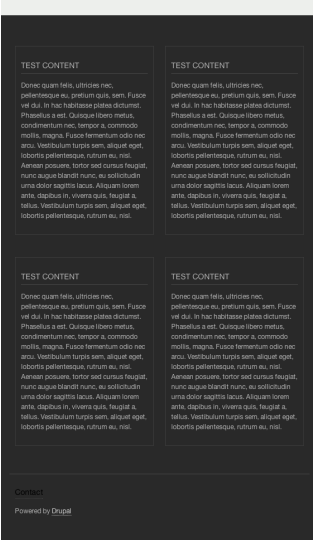 TEST CONTENT
Donec quam felis, ultricies nec,
pellentesque eu, pretium quis, sem. Fusce
vel dui. In hac habitasse platea dictumst.
Phasellus a est. Quisque libero metus,
condimentum nec, tempor a, commodo
mollis, magna. Fusce fermentum odio nec
arcu. Vestibulum turpis sem, aliquet eget,
lobortis pellentesque, rutrum eu, nisl.
Aenean posuere, tortor sed cursus feugiat,
nunc augue blandit nunc, eu sollicitudin
urna dolor sagittis lacus. Aliquam lorem
ante, dapibus in, viverra quis, feugiat a,
tellus. Vestibulum turpis sem, aliquet eget,
lobortis pellentesque, rutrum eu, nisl.
TEST CONTENT
Donec quam felis, ultricies nec,
pellentesque eu, pretium quis, sem. Fusce
vel dui. In hac habitasse platea dictumst.
Phasellus a est. Quisque libero metus,
condimentum nec, tempor a, commodo
mollis, magna. Fusce fermentum odio nec
arcu. Vestibulum turpis sem, aliquet eget,
lobortis pellentesque, rutrum eu, nisl.
Aenean posuere, tortor sed cursus feugiat,
nunc augue blandit nunc, eu sollicitudin
urna dolor sagittis lacus. Aliquam lorem
ante, dapibus in, viverra quis, feugiat a,
tellus. Vestibulum turpis sem, aliquet eget,
lobortis pellentesque, rutrum eu, nisl.
TEST CONTENT
Donec quam felis, ultricies nec,
pellentesque eu, pretium quis, sem. Fusce
vel dui. In hac habitasse platea dictumst.
Phasellus a est. Quisque libero metus,
condimentum nec, tempor a, commodo
mollis, magna. Fusce fermentum odio nec
arcu. Vestibulum turpis sem, aliquet eget,
lobortis pellentesque, rutrum eu, nisl.
Aenean posuere, tortor sed cursus feugiat,
nunc augue blandit nunc, eu sollicitudin
urna dolor sagittis lacus. Aliquam lorem
ante, dapibus in, viverra quis, feugiat a,
tellus. Vestibulum turpis sem, aliquet eget,
lobortis pellentesque, rutrum eu, nisl.
TEST CONTENT
Donec quam felis, ultricies nec,
pellentesque eu, pretium quis, sem. Fusce
vel dui. In hac habitasse platea dictumst.
Phasellus a est. Quisque libero metus,
condimentum nec, tempor a, commodo
mollis, magna. Fusce fermentum odio nec
arcu. Vestibulum turpis sem, aliquet eget,
lobortis pellentesque, rutrum eu, nisl.
Aenean posuere, tortor sed cursus feugiat,
nunc augue blandit nunc, eu sollicitudin
urna dolor sagittis lacus. Aliquam lorem
ante, dapibus in, viverra quis, feugiat a,
tellus. Vestibulum turpis sem, aliquet eget,
lobortis pellentesque, rutrum eu, nisl.
Contact
Powered by Drupal